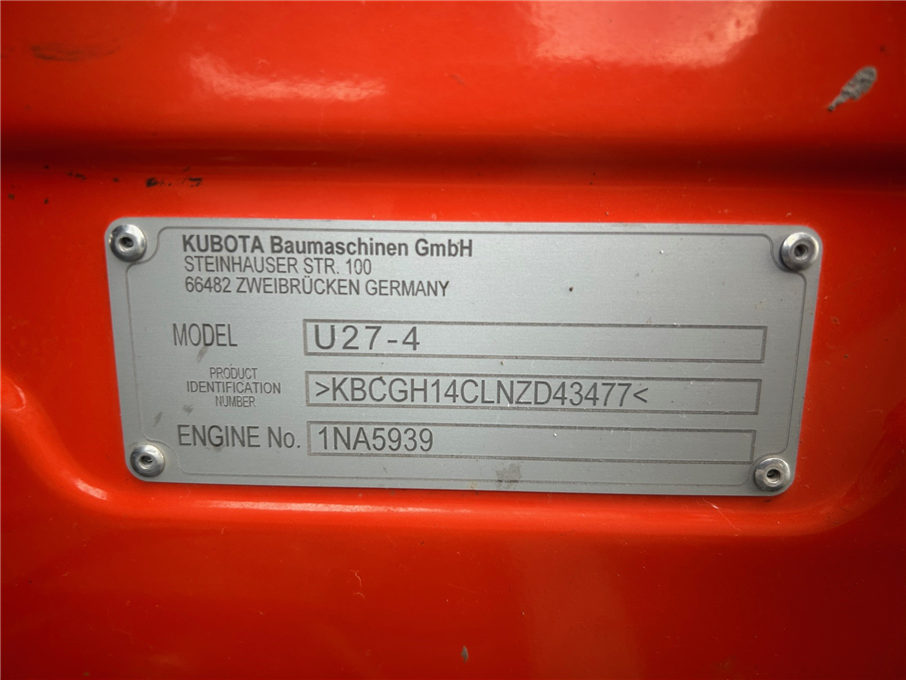 KUBOTA Baumaschinen GmbH
STEINHAUSER STR. 100
66482 ZWEIBRÜCKEN GERMANY
MODEL U27-4
PRODUCT
IDENTIFICATION
NUMBER
>KBCGH14CLNZD43477<
ENGINE No. 1NA5939